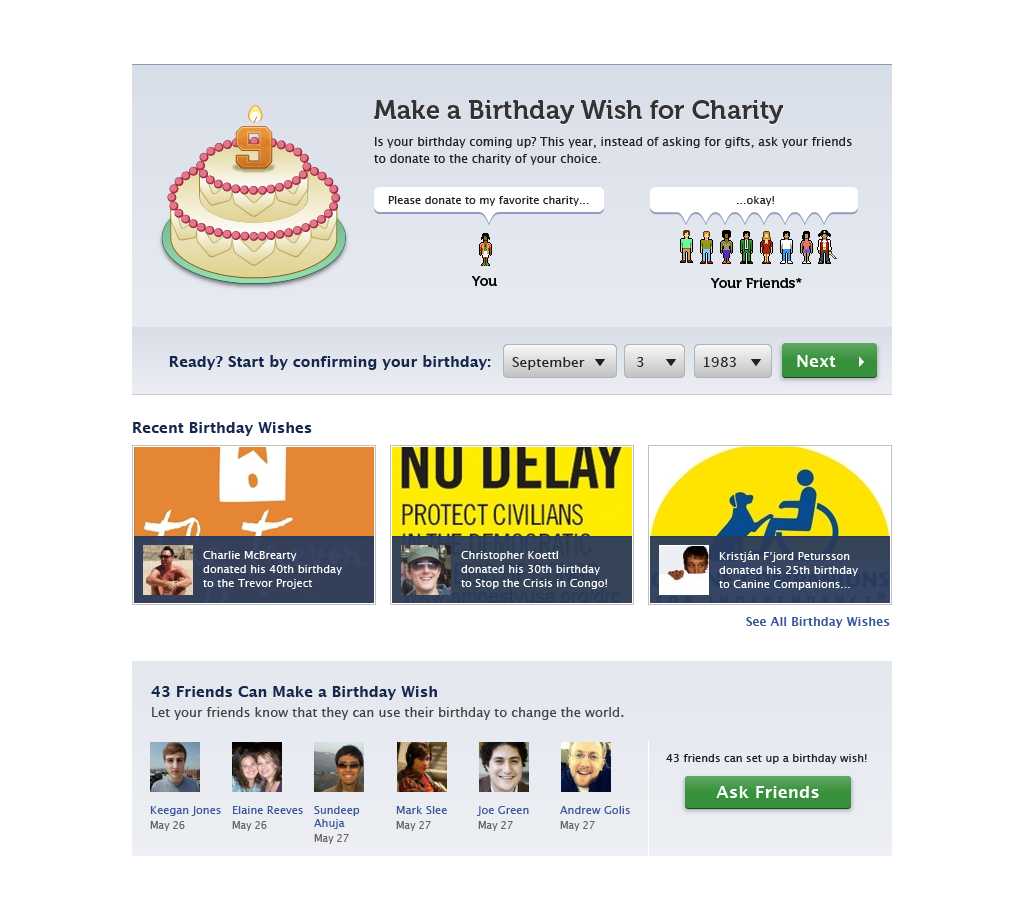 9
Make a Birthday Wish for Charity
Is your birthday coming up? This year, instead of asking for gifts, ask your friends
to donate to the charity of your choice.
Please donate to my favorite charity...
...okay!
You
Your Friends*
Ready? Start by confirming your birthday:
September
3
1983
Next
Recent Birthday Wishes
NO DELAY
PROTECT CIVILIANS
IN THE DEMOCRATIC
Charlie McBrearty
donated his 40th birthday
to the Trevor Project
Christopher Koettl
donated his 30th birthday
to Stop the Crisis in Congo!
www.amnestyusa.org/drc
Kristján F'jord Petursson
donated his 25th birthday
to Canine Companions...
See All Birthday Wishes
43 Friends Can Make a Birthday Wish
Let your friends know that they can use their birthday to change the world.
Keegan Jones
May 26
Elaine Reeves
May 26
Sundeep
Ahuja
May 27
Mark Slee
May 27
Joe Green
May 27
Andrew Golis
May 27
43 friends can set up a birthday wish!
Ask Friends